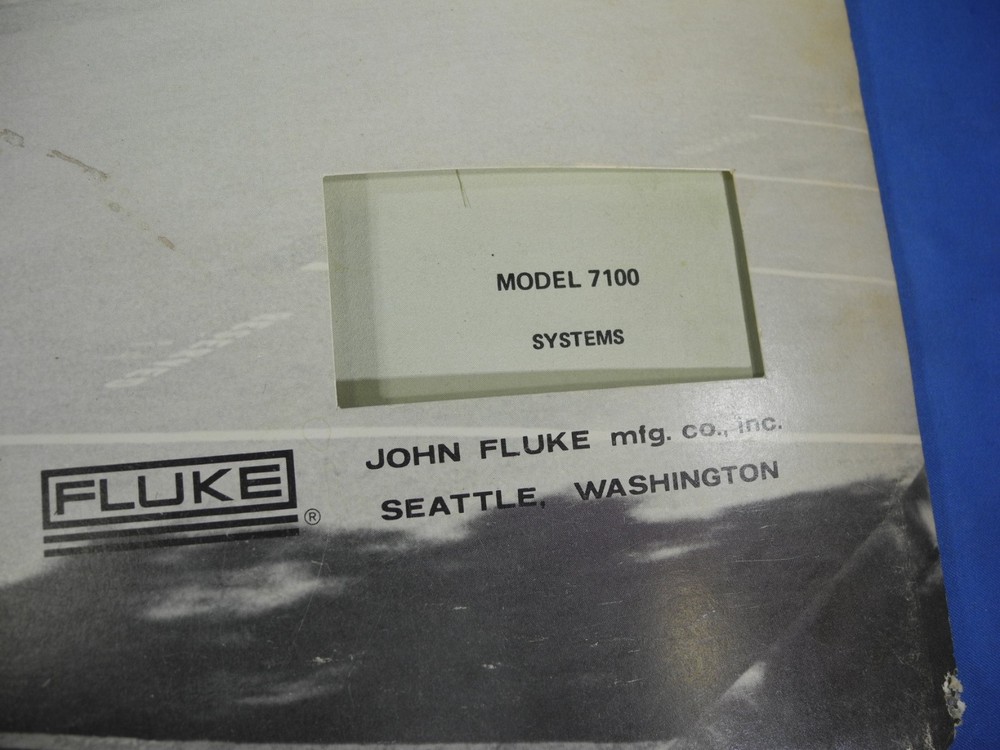 MODEL 7100
SYSTEMS
JOHN FLUKE mfg. co., inc.
SEATTLE, WASHINGTON
FLUKE ®